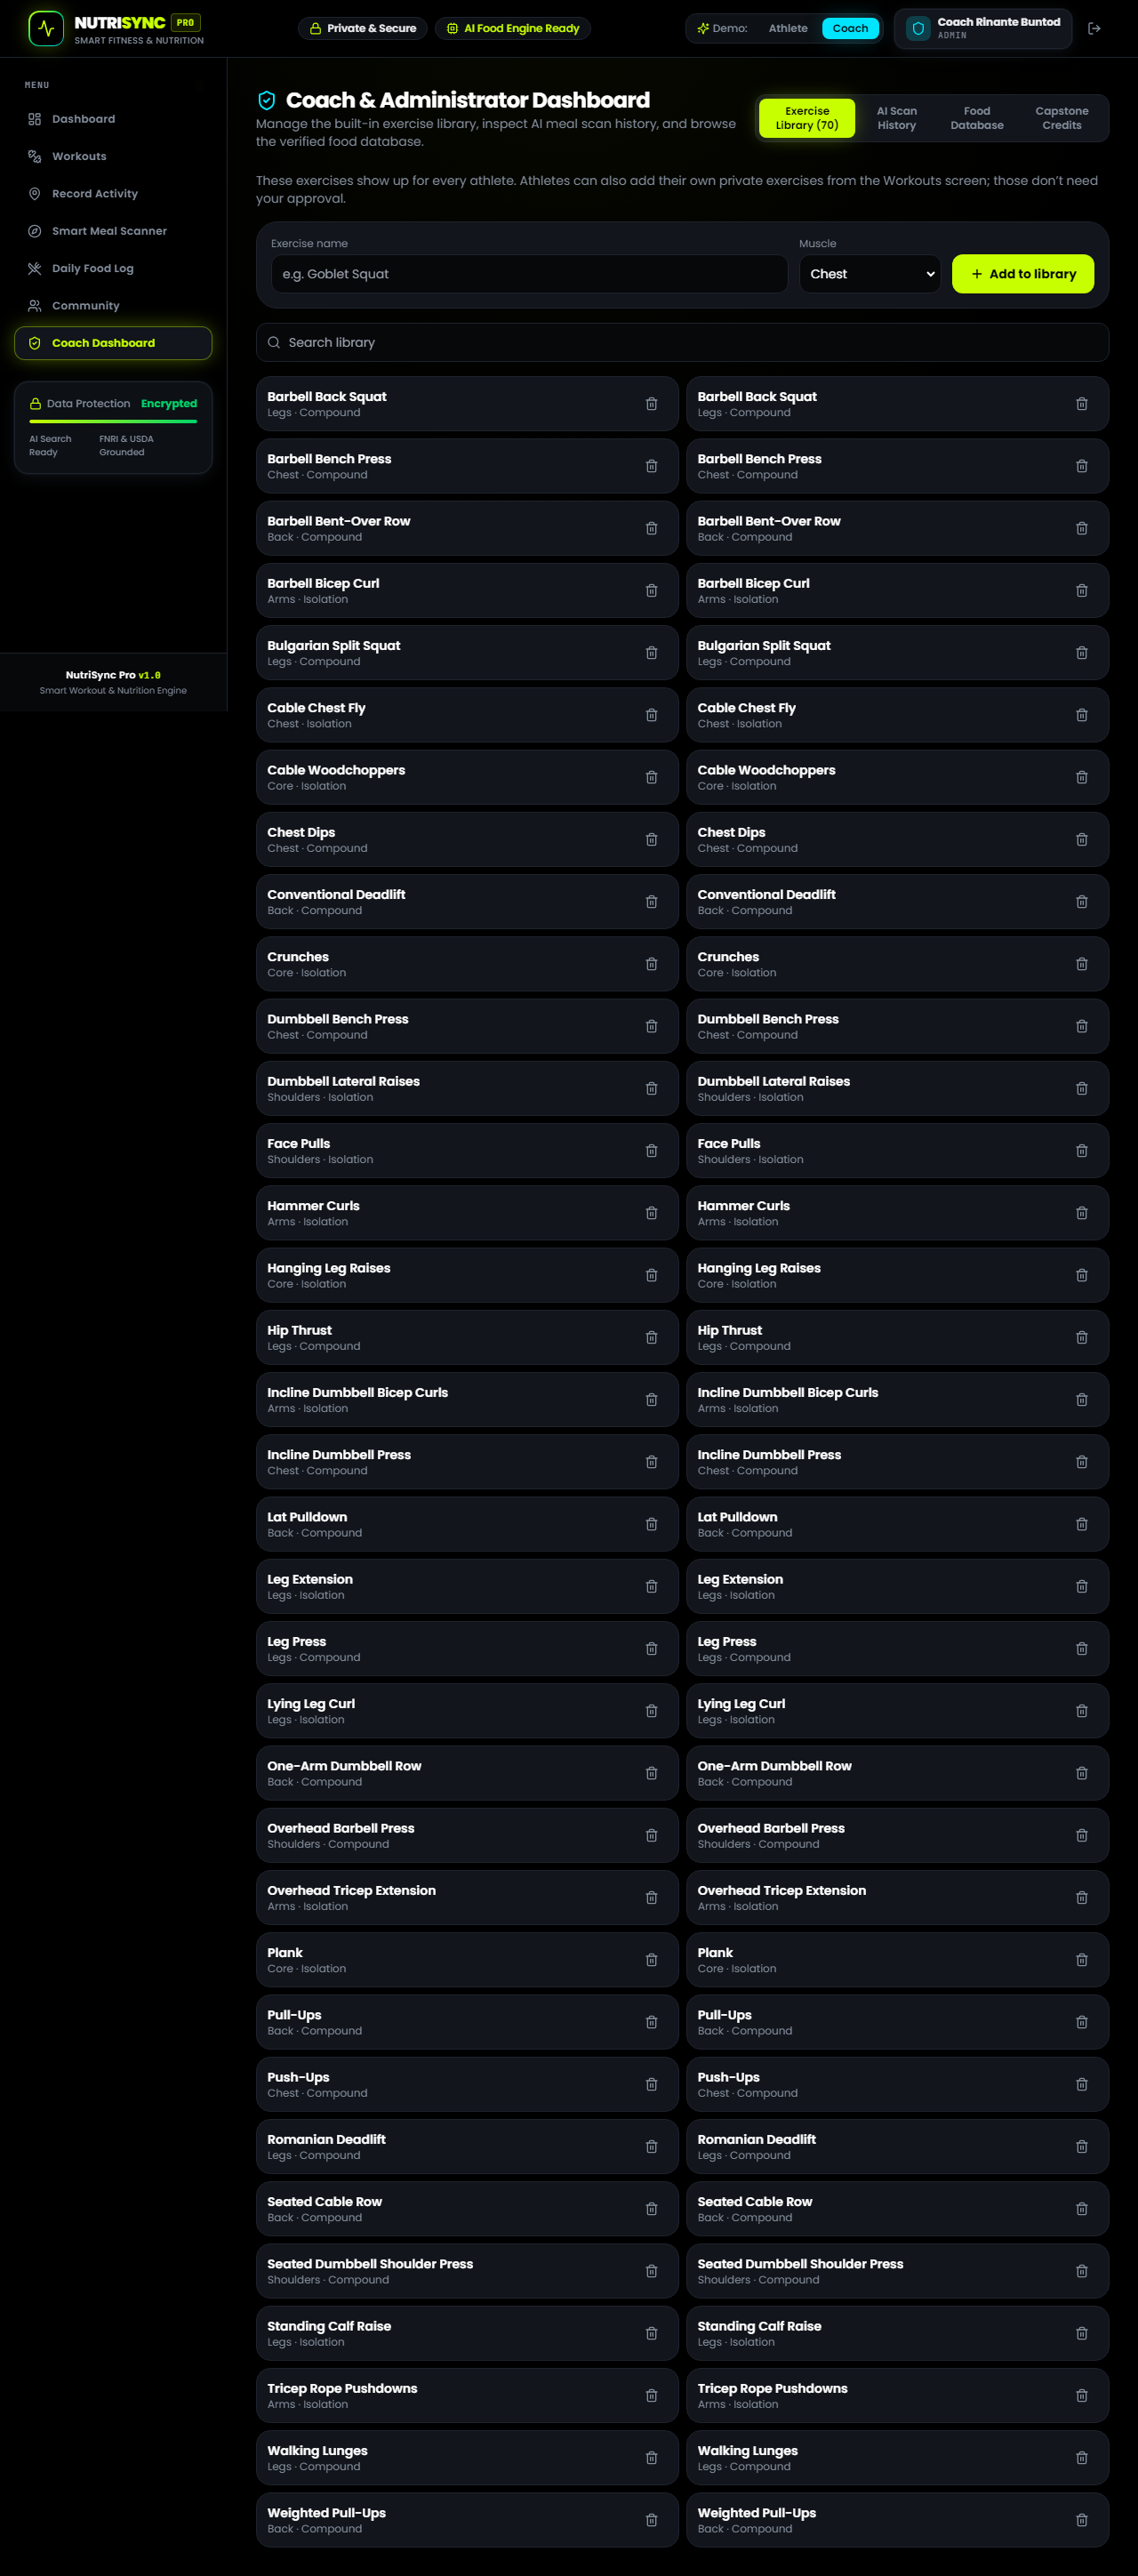 NUTRISYNC PRO
SMART FITNESS & NUTRITION
Private & Secure
AI Food Engine Ready
Demo:
Athlete
Coach
Coach Rinante Buntod
ADMIN
MENU
Dashboard
Workouts
Record Activity
Smart Meal Scanner
Daily Food Log
Community
Coach Dashboard
Data Protection
Encrypted
AI Search
Ready
FNRI & USDA
Grounded
NutriSync Pro v1.0
Smart Workout & Nutrition Engine
Coach & Administrator Dashboard
Manage the built-in exercise library, inspect AI meal scan history, and browse
the verified food database.
Exercise
Library (70)
AI Scan
History
Food
Database
Capstone
Credits
These exercises show up for every athlete. Athletes can also add their own private exercises from the Workouts screen; those don't need
your approval.
Exercise name
e.g. Goblet Squat
Muscle
Chest
Add to library
Search library
Barbell Back Squat
Legs · Compound
Barbell Back Squat
Legs · Compound
Barbell Bench Press
Chest · Compound
Barbell Bench Press
Chest · Compound
Barbell Bent-Over Row
Back · Compound
Barbell Bent-Over Row
Back · Compound
Barbell Bicep Curl
Arms · Isolation
Barbell Bicep Curl
Arms · Isolation
Bulgarian Split Squat
Legs · Compound
Bulgarian Split Squat
Legs · Compound
Cable Chest Fly
Chest · Isolation
Cable Chest Fly
Chest · Isolation
Cable Woodchoppers
Core · Isolation
Cable Woodchoppers
Core · Isolation
Chest Dips
Chest · Compound
Chest Dips
Chest · Compound
Conventional Deadlift
Back · Compound
Conventional Deadlift
Back · Compound
Crunches
Core · Isolation
Crunches
Core · Isolation
Dumbbell Bench Press
Chest · Compound
Dumbbell Bench Press
Chest · Compound
Dumbbell Lateral Raises
Shoulders · Isolation
Dumbbell Lateral Raises
Shoulders · Isolation
Face Pulls
Shoulders · Isolation
Face Pulls
Shoulders · Isolation
Hammer Curls
Arms · Isolation
Hammer Curls
Arms · Isolation
Hanging Leg Raises
Core · Isolation
Hanging Leg Raises
Core · Isolation
Hip Thrust
Legs · Compound
Hip Thrust
Legs · Compound
Incline Dumbbell Bicep Curls
Arms · Isolation
Incline Dumbbell Bicep Curls
Arms · Isolation
Incline Dumbbell Press
Chest · Compound
Incline Dumbbell Press
Chest · Compound
Lat Pulldown
Back · Compound
Lat Pulldown
Back · Compound
Leg Extension
Legs · Isolation
Leg Extension
Legs · Isolation
Leg Press
Legs · Compound
Leg Press
Legs · Compound
Lying Leg Curl
Legs · Isolation
Lying Leg Curl
Legs · Isolation
One-Arm Dumbbell Row
Back · Compound
One-Arm Dumbbell Row
Back · Compound
Overhead Barbell Press
Shoulders · Compound
Overhead Barbell Press
Shoulders · Compound
Overhead Tricep Extension
Arms · Isolation
Overhead Tricep Extension
Arms · Isolation
Plank
Core · Isolation
Plank
Core · Isolation
Pull-Ups
Back · Compound
Pull-Ups
Back · Compound
Push-Ups
Chest · Compound
Push-Ups
Chest · Compound
Romanian Deadlift
Legs · Compound
Romanian Deadlift
Legs · Compound
Seated Cable Row
Back · Compound
Seated Cable Row
Back · Compound
Seated Dumbbell Shoulder Press
Shoulders · Compound
Seated Dumbbell Shoulder Press
Shoulders · Compound
Standing Calf Raise
Legs · Isolation
Standing Calf Raise
Legs · Isolation
Tricep Rope Pushdowns
Arms · Isolation
Tricep Rope Pushdowns
Arms · Isolation
Walking Lunges
Legs · Compound
Walking Lunges
Legs · Compound
Weighted Pull-Ups
Back · Compound
Weighted Pull-Ups
Back · Compound